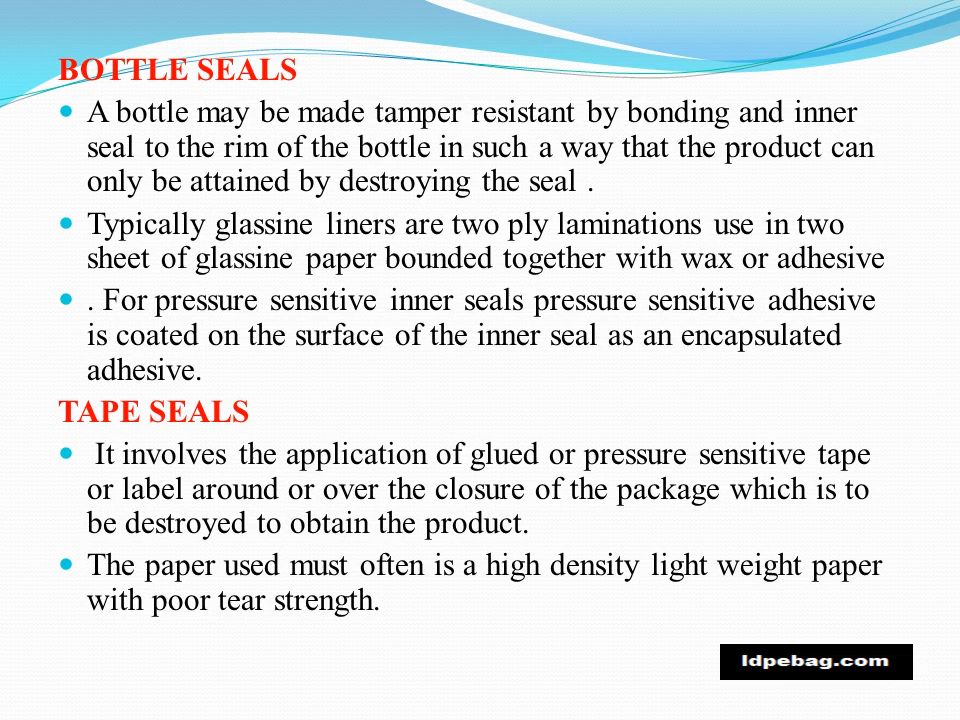 BOTTLE SEALS
• A bottle may be made tamper resistant by bonding and inner
seal to the rim of the bottle in such a way that the product can
only be attained by destroying the seal .
• Typically glassine liners are two ply laminations use in two
sheet of glassine paper bounded together with wax or adhesive
• . For pressure sensitive inner seals pressure sensitive adhesive
is coated on the surface of the inner seal as an encapsulated
adhesive.
TAPE SEALS
• It involves the application of glued or pressure sensitive tape
or label around or over the closure of the package which is to
be destroyed to obtain the product.
• The paper used must often is a high density light weight paper
with poor tear strength.
ldpebag.com